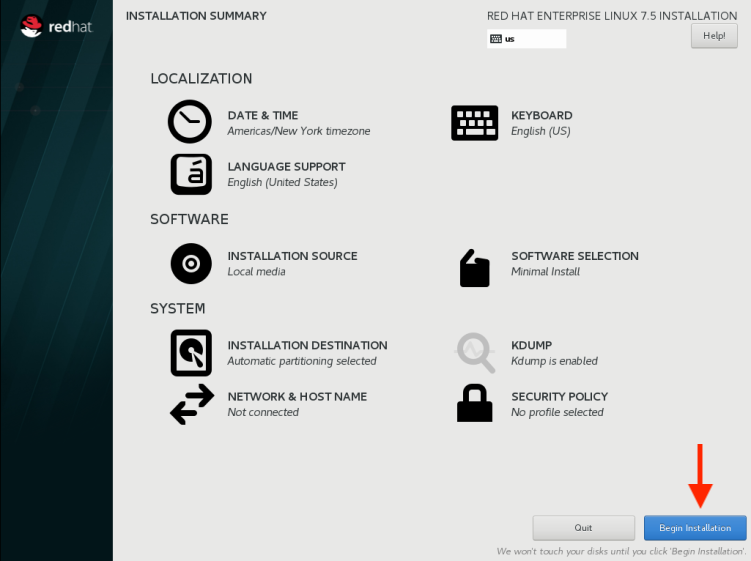 redhat
INSTALLATION SUMMARY
RED HAT ENTERPRISE LINUX 7.5 INSTALLATION
us
Help!
LOCALIZATION
DATE & TIME
Americas/New York timezone
KEYBOARD
English (US)
LANGUAGE SUPPORT
English (United States)
SOFTWARE
INSTALLATION SOURCE
Local media
SOFTWARE SELECTION
Minimal Install
SYSTEM
INSTALLATION DESTINATION
Automatic partitioning selected
KDUMP
Kdump is enabled
NETWORK & HOST NAME
Not connected
SECURITY POLICY
No profile selected
Quit
Begin Installation
We won't touch your disks until you click 'Begin Installation'.